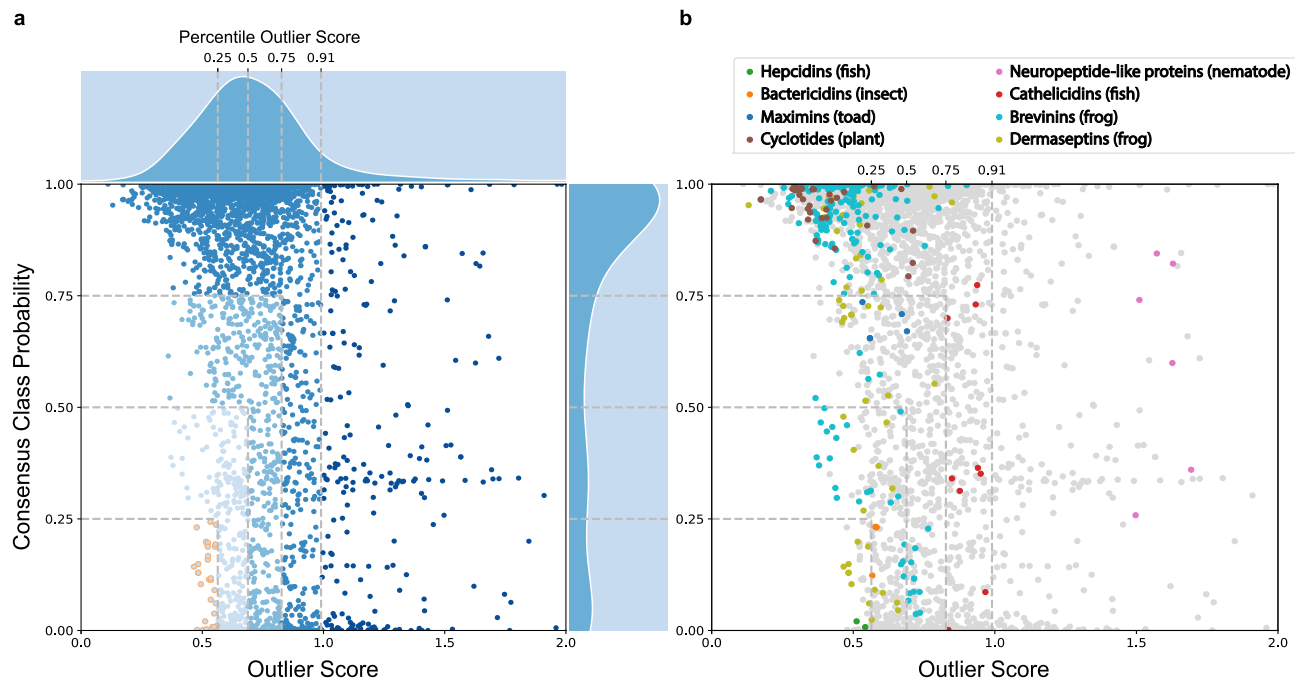 a
Percentile Outlier Score
0.25 0.5 0.75 0.91
1.00
0.75
0.50
0.25
0.00
Consensus Class Probability
0.0 0.5 1.0 1.5 2.0
Outlier Score
b
Hepcidins (fish)
Bactericidins (insect)
Maximins (toad)
Cyclotides (plant)
Neuropeptide-like proteins (nematode)
Cathelicidins (fish)
Brevinins (frog)
Dermaseptins (frog)
0.25 0.5 0.75 0.91
1.00
0.75
0.50
0.25
0.00
0.0 0.5 1.0 1.5 2.0
Outlier Score